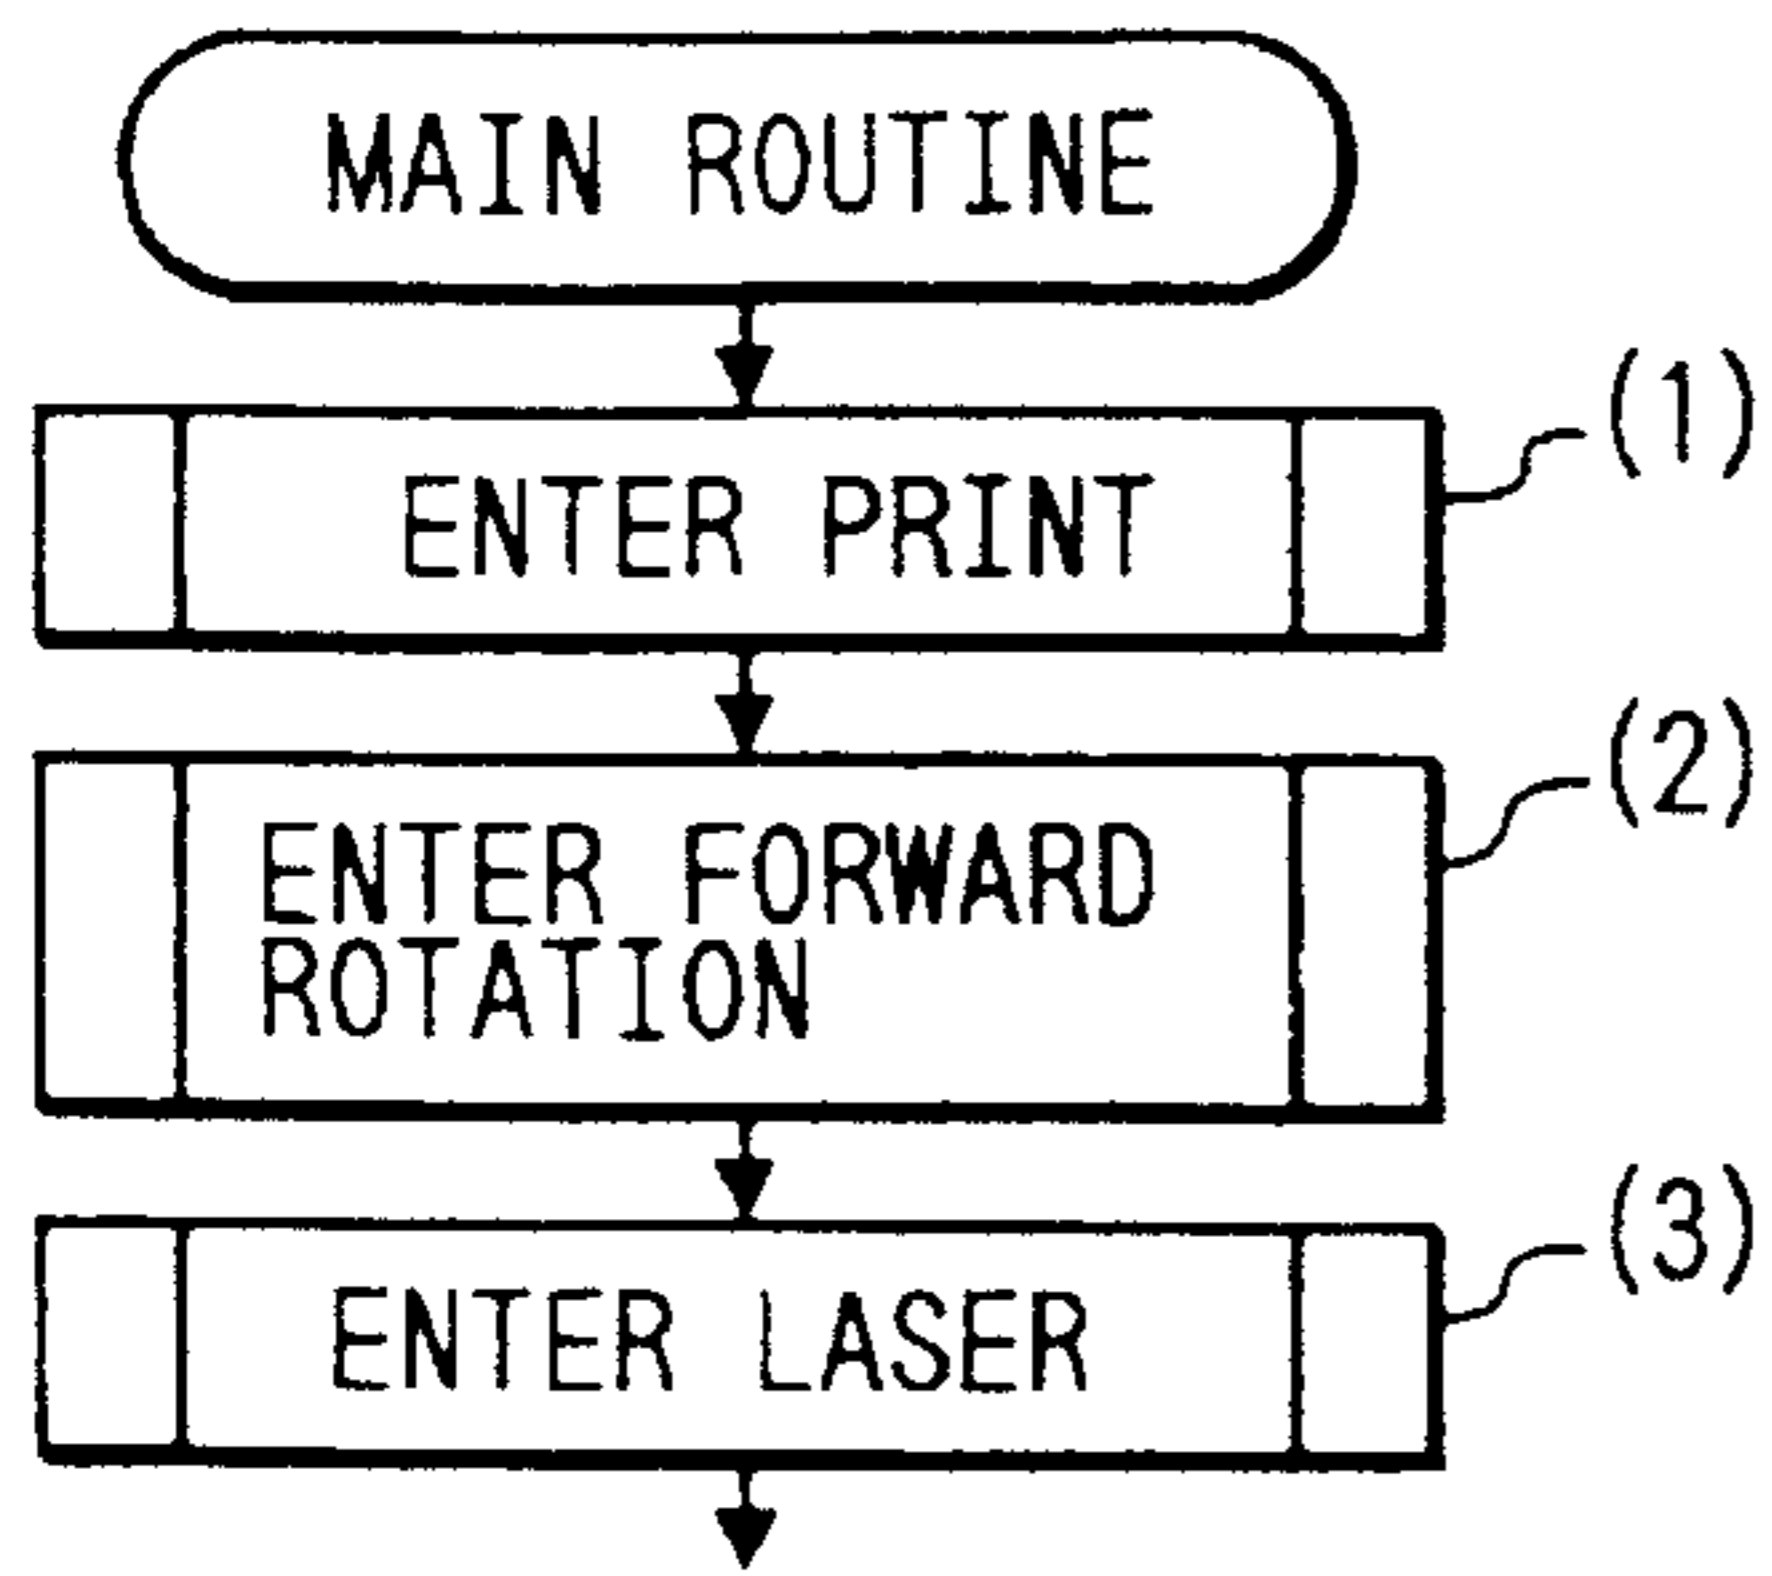 MAIN ROUTINE
(1)
ENTER PRINT
(2)
ENTER FORWARD
ROTATION
(3)
ENTER LASER